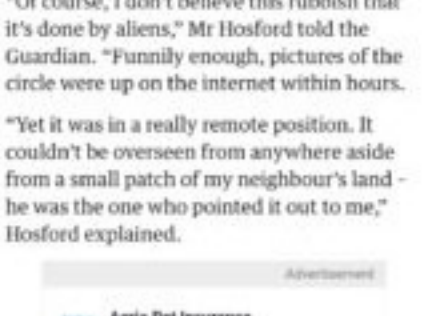 "Of course, I don't believe this rubbish that
it's done by aliens," Mr Hosford told the
Guardian. "Funnily enough, pictures of the
circle were up on the internet within hours.
"Yet it was in a really remote position. It
couldn't be overseen from anywhere aside
from a small patch of my neighbour's land –
he was the one who pointed it out to me,"
Hosford explained.
Advertisement
Agria Pet Insurance